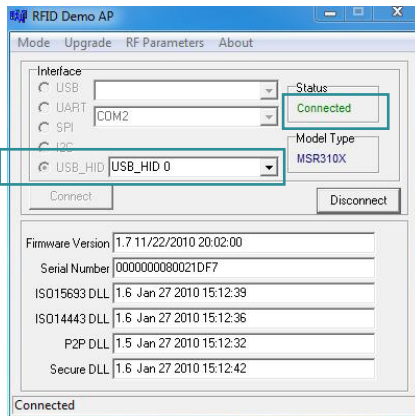 RFID Demo AP
Mode Upgrade RF Parameters About
Interface
USB
UART COM2
SPI
I2C
USB_HID USB_HID 0
Status
Connected
Model Type
MSR310X
Connect
Disconnect
Firmware Version 1.7 11/22/2010 20:02:00
Serial Number 0000000080021DF7
ISO15693 DLL 1.6 Jan 27 2010 15:12:39
ISO14443 DLL 1.6 Jan 27 2010 15:12:36
P2P DLL 1.5 Jan 27 2010 15:12:32
Secure DLL 1.6 Jan 27 2010 15:12:42
Connected